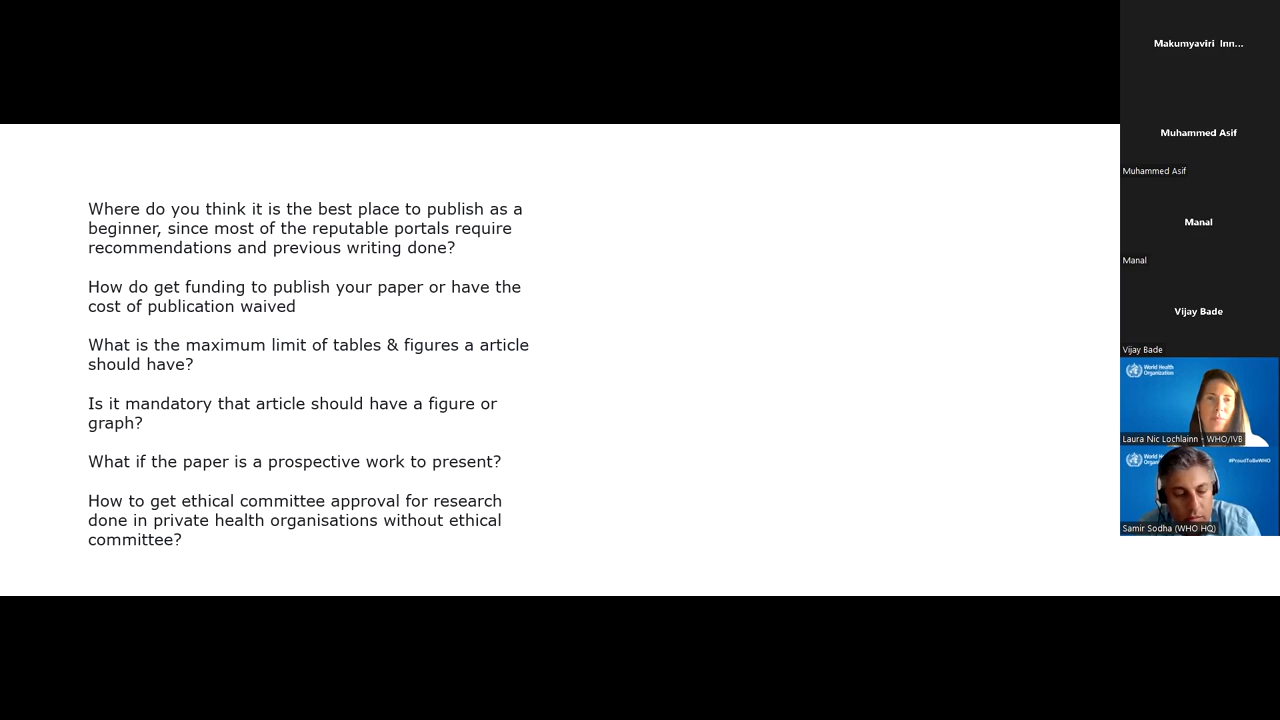 Where do you think it is the best place to publish as a
beginner, since most of the reputable portals require
recommendations and previous writing done?
How do get funding to publish your paper or have the
cost of publication waived
What is the maximum limit of tables & figures a article
should have?
Is it mandatory that article should have a figure or
graph?
What if the paper is a prospective work to present?
How to get ethical committee approval for research
done in private health organisations without ethical
committee?
Makumyaviri Inn...
Muhammed Asif
Muhammed Asif
Manal
Manal
Vijay Bade
Vijay Bade
World Health
Organization
Laura Nic Lochlainn - WHO/IVB
#ProudToBeWHO
Samir Sodha (WHO HQ)